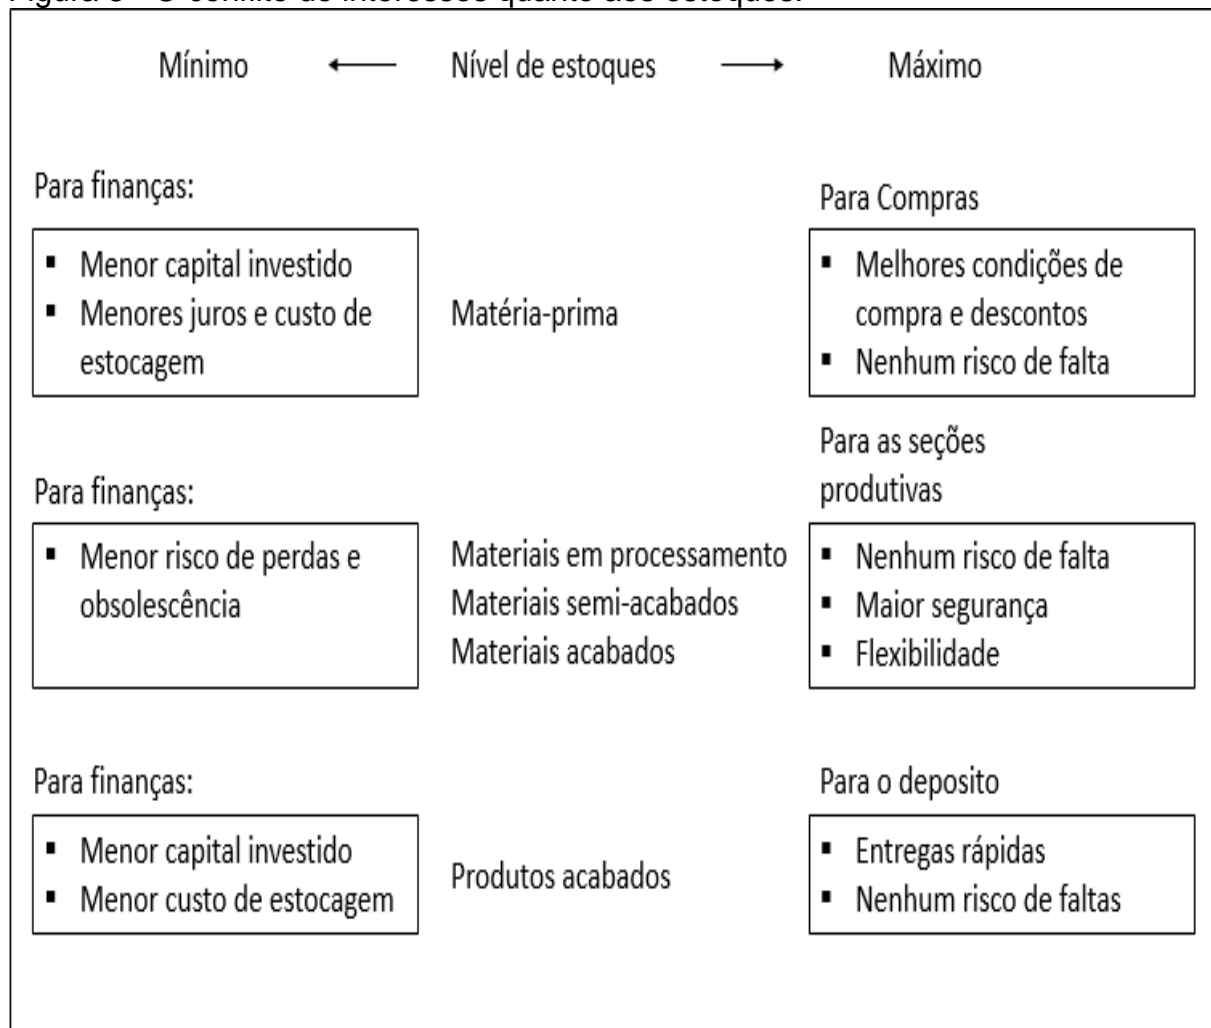 Mínimo ← Nível de estoques → Máximo
Para finanças:
▪ Menor capital investido
▪ Menores juros e custo de
estocagem
Matéria-prima
Para Compras
▪ Melhores condições de
compra e descontos
▪ Nenhum risco de falta
Para finanças:
▪ Menor risco de perdas e
obsolescência
Materiais em processamento
Materiais semi-acabados
Materiais acabados
Para as seções
produtivas
▪ Nenhum risco de falta
▪ Maior segurança
▪ Flexibilidade
Para finanças:
▪ Menor capital investido
▪ Menor custo de estocagem
Produtos acabados
Para o deposito
▪ Entregas rápidas
▪ Nenhum risco de faltas